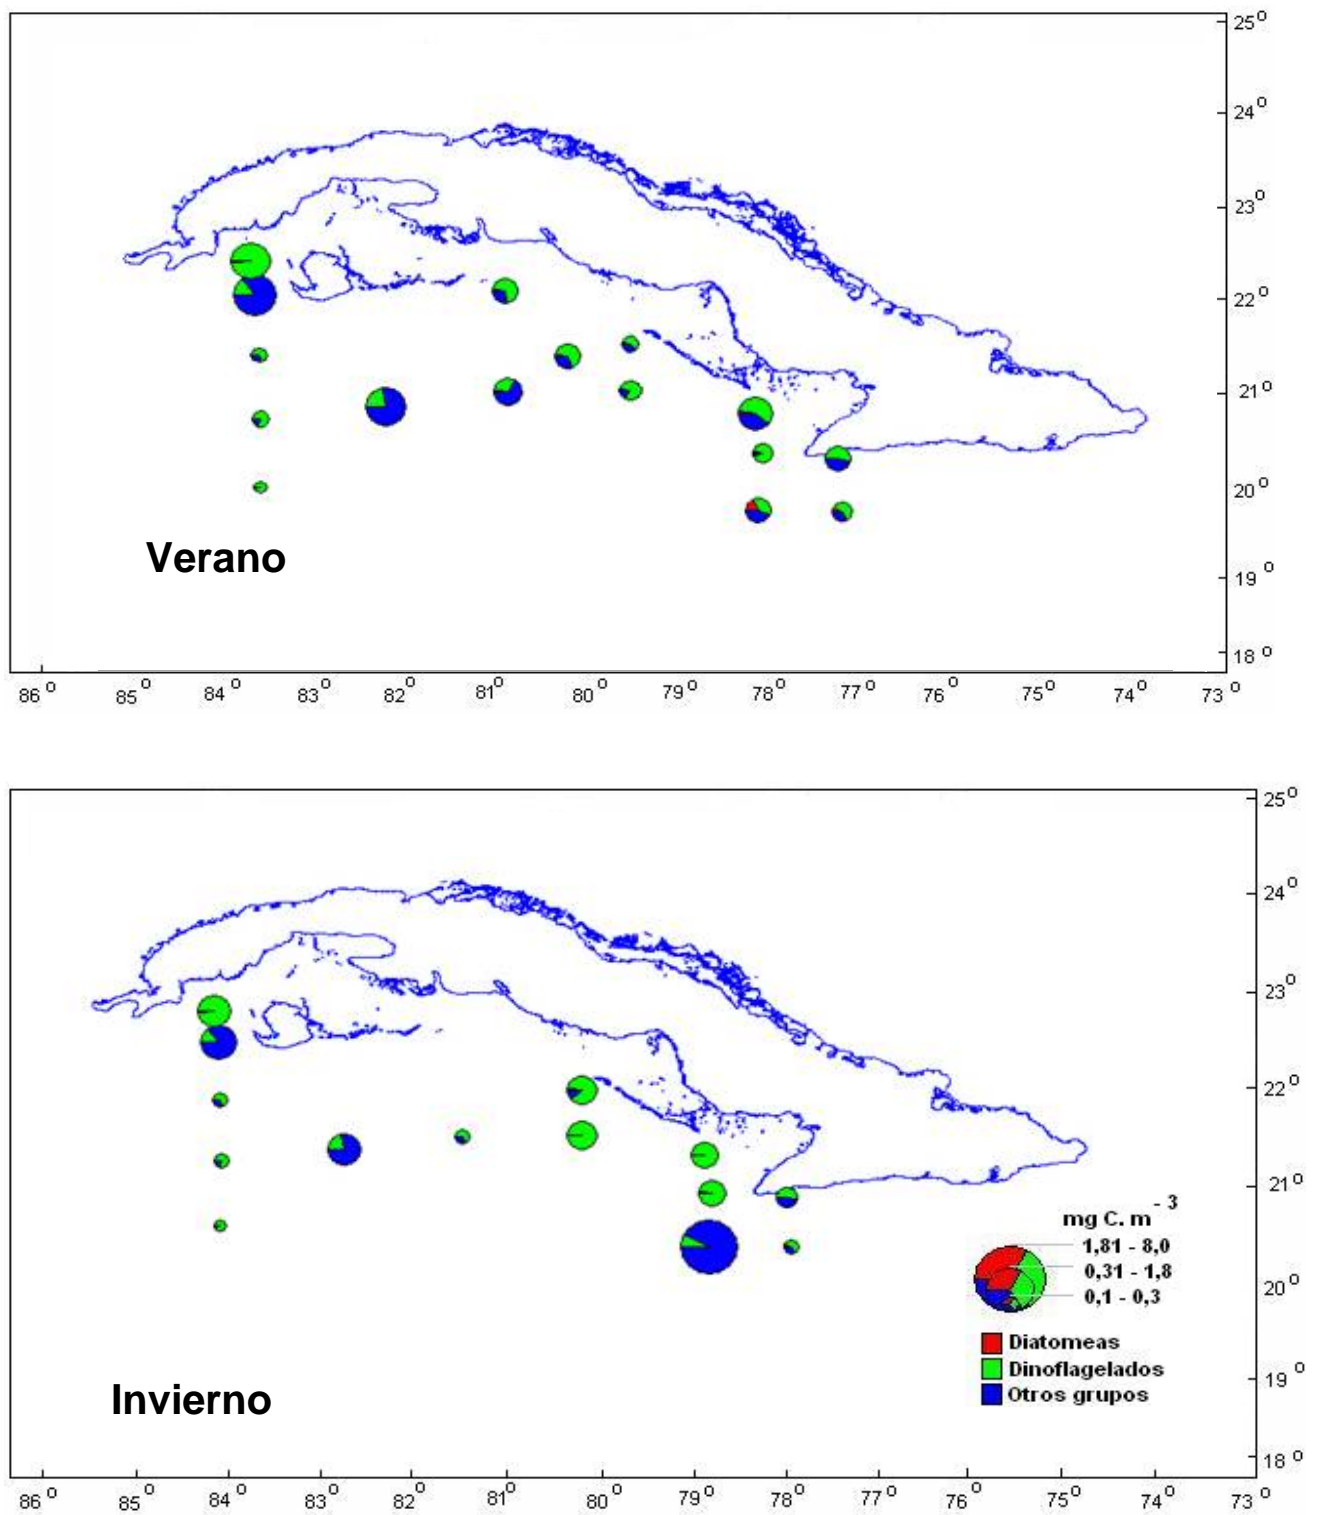 25°
24°
23°
22°
21°
20°
19°
18°
Verano
86° 85° 84° 83° 82° 81° 80° 79° 78° 77° 76° 75° 74° 73°
25°
24°
23°
22°
21°
20°
19°
18°
mg C. m⁻³
1,81 - 8,0
0,31 - 1,8
0,1 - 0,3
Diatomeas
Dinoflagelados
Otros grupos
Invierno
86° 85° 84° 83° 82° 81° 80° 79° 78° 77° 76° 75° 74° 73°